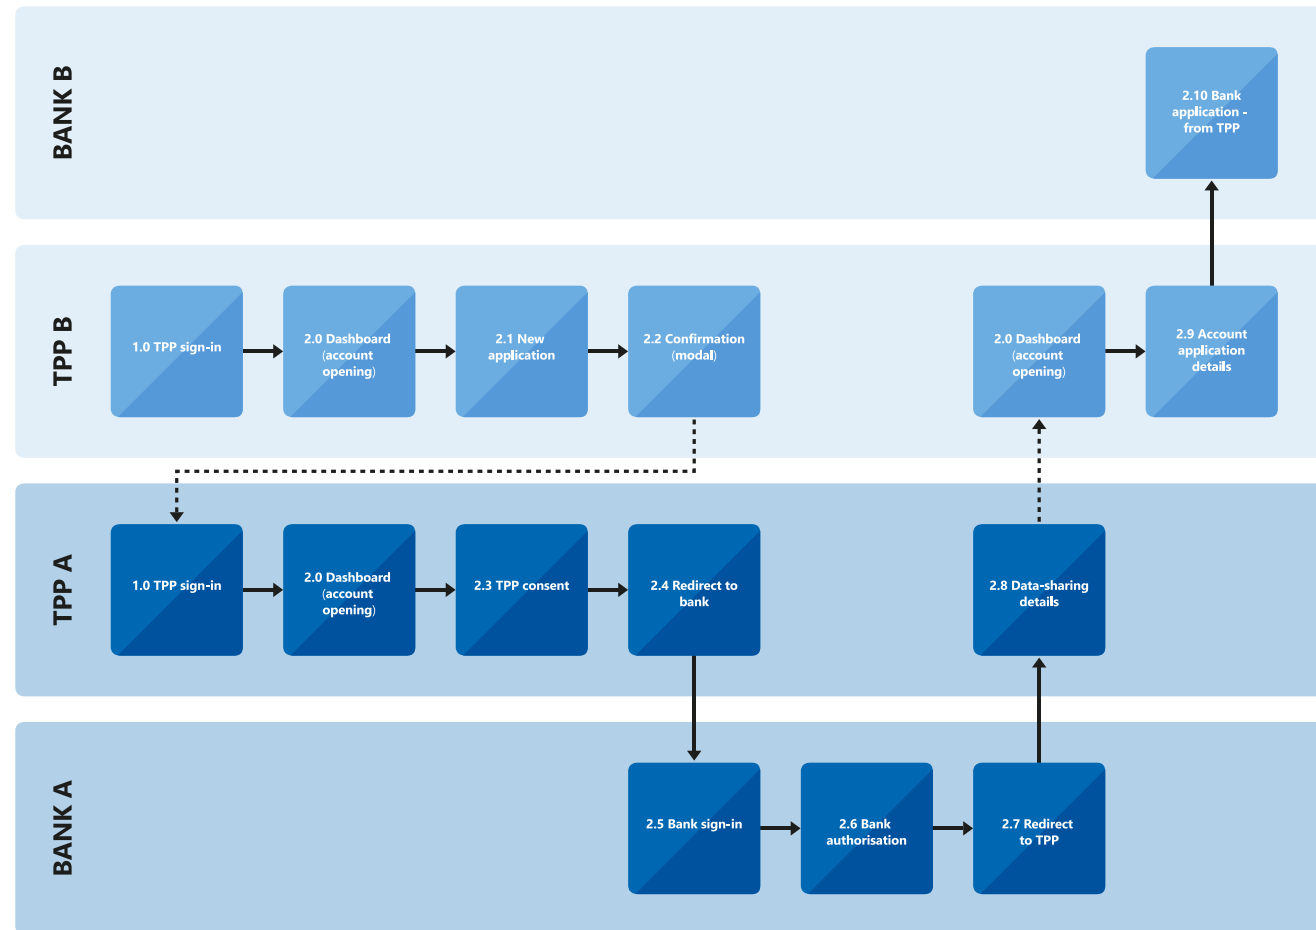 BANK B
2.10 Bank
application -
from TPP
TPP B
1.0 TPP sign-in
2.0 Dashboard
(account
opening)
2.1 New
application
2.2 Confirmation
(modal)
2.0 Dashboard
(account
opening)
2.9 Account
application
details
TPP A
1.0 TPP sign-in
2.0 Dashboard
(account
opening)
2.3 TPP consent
2.4 Redirect to
bank
2.8 Data-sharing
details
BANK A
2.5 Bank sign-in
2.6 Bank
authorisation
2.7 Redirect
to TPP